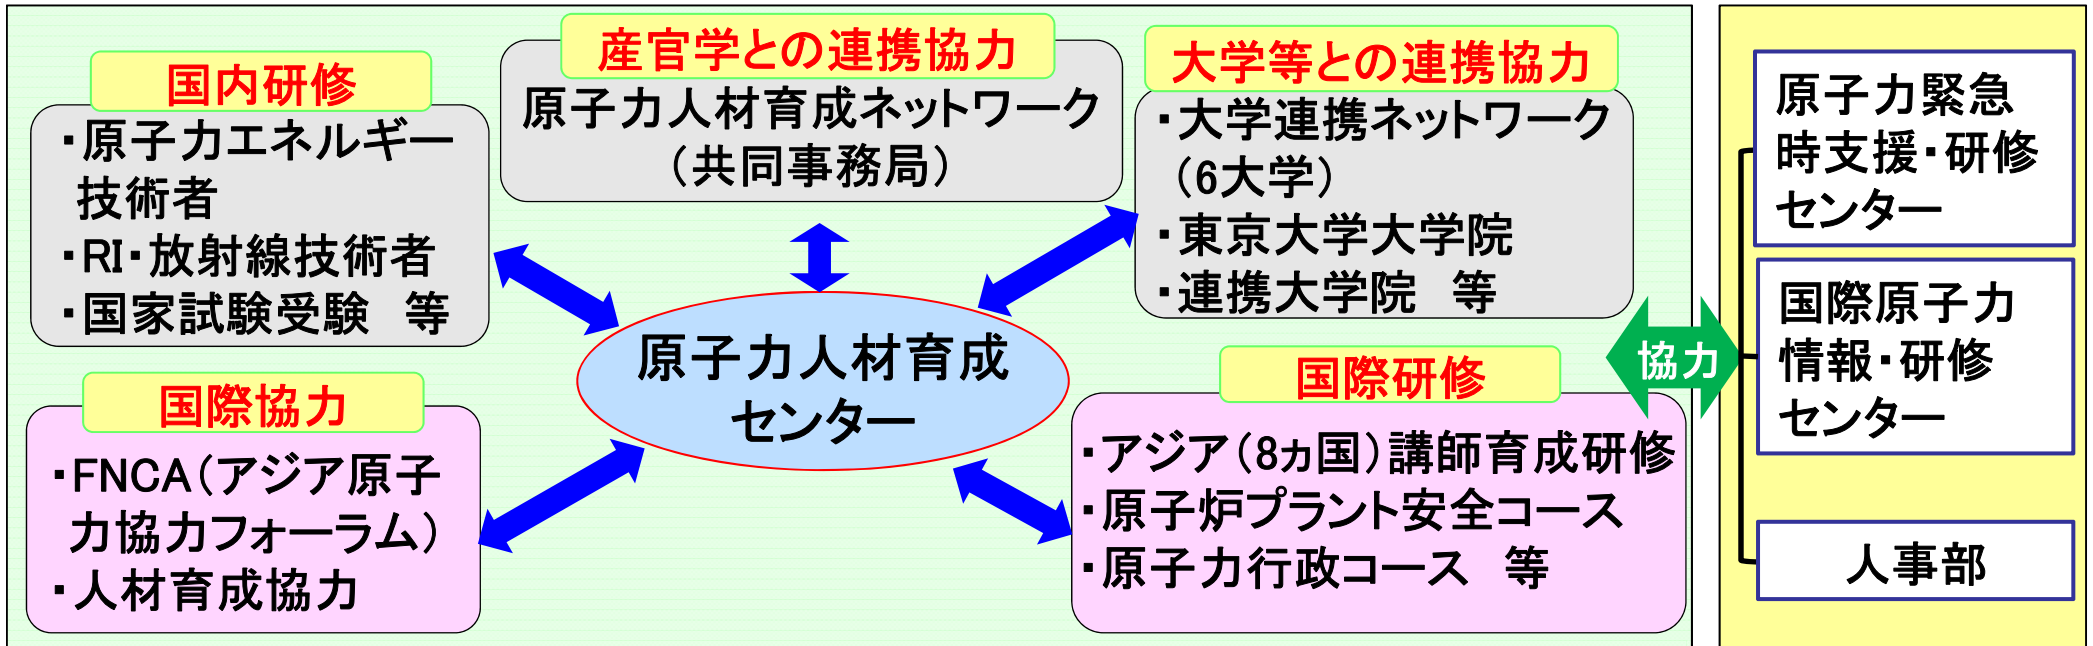 国内研修
・原子力エネルギー
技術者
・RI・放射線技術者
・国家試験受験　等
産官学との連携協力
原子力人材育成ネットワーク
（共同事務局）
大学等との連携協力
・大学連携ネットワーク
（6大学）
・東京大学大学院
・連携大学院　等
原子力人材育成
センター
国際協力
・FNCA（アジア原子
力協力フォーラム）
・人材育成協力
国際研修
・アジア（8ヵ国）講師育成研修
・原子炉プラント安全コース
・原子力行政コース　等
協力
原子力緊急
時支援・研修
センター
国際原子力
情報・研修
センター
人事部